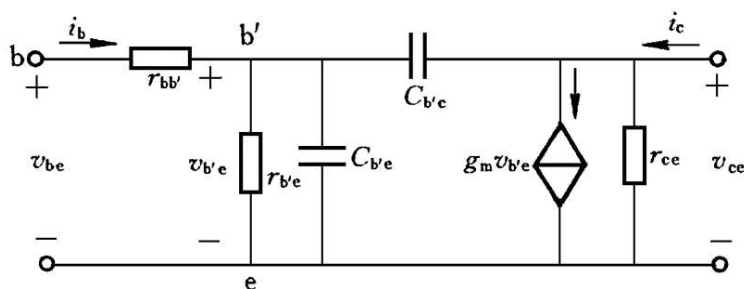 i_b
b'
i_c
b
r_bb'
+
C_b'c
+
+
v_be
v_b'e
r_b'e
C_b'e
g_m v_b'e
r_ce
v_ce
−
−
−
e